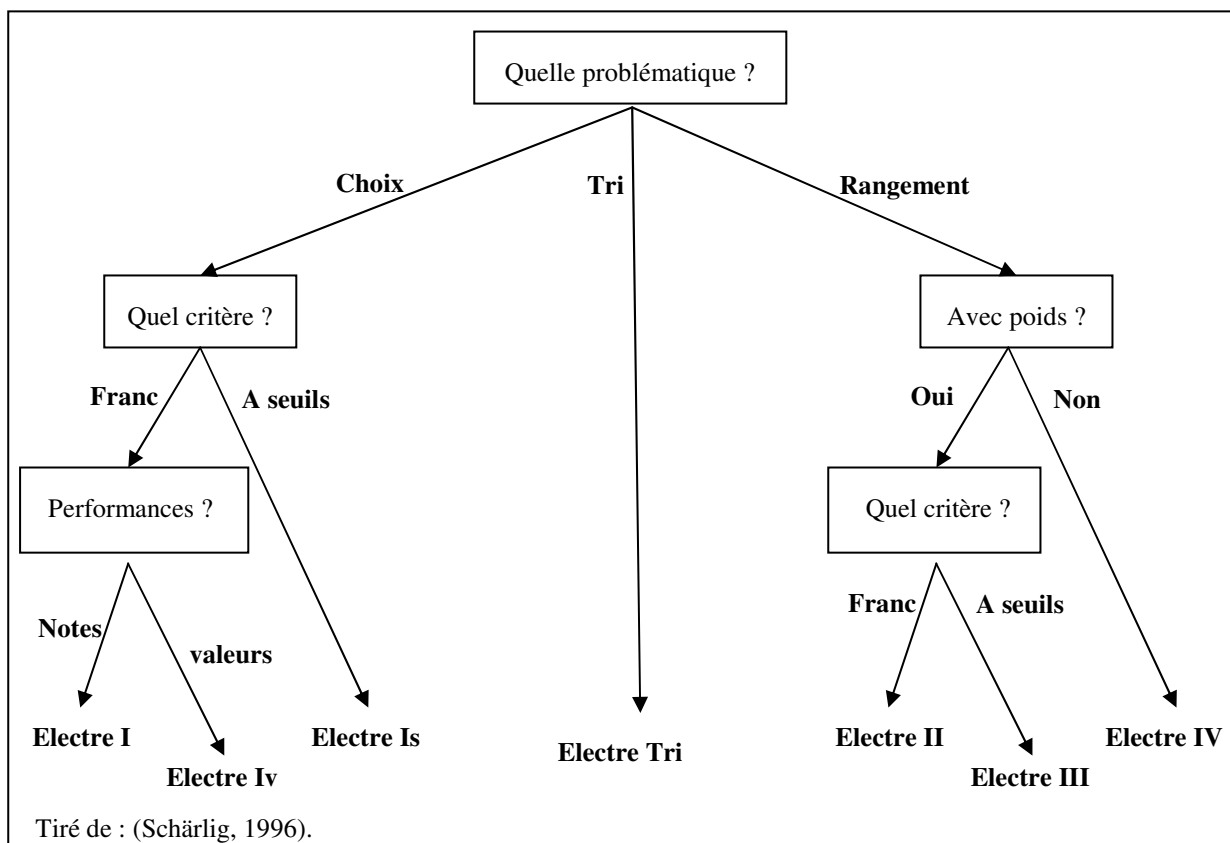 Quelle problématique ?
Choix
Tri
Rangement
Quel critère ?
Avec poids ?
Franc
A seuils
Oui
Non
Performances ?
Quel critère ?
Notes
valeurs
Franc
A seuils
Electre I
Electre Iv
Electre Is
Electre Tri
Electre II
Electre III
Electre IV
Tiré de : (Schärlig, 1996).